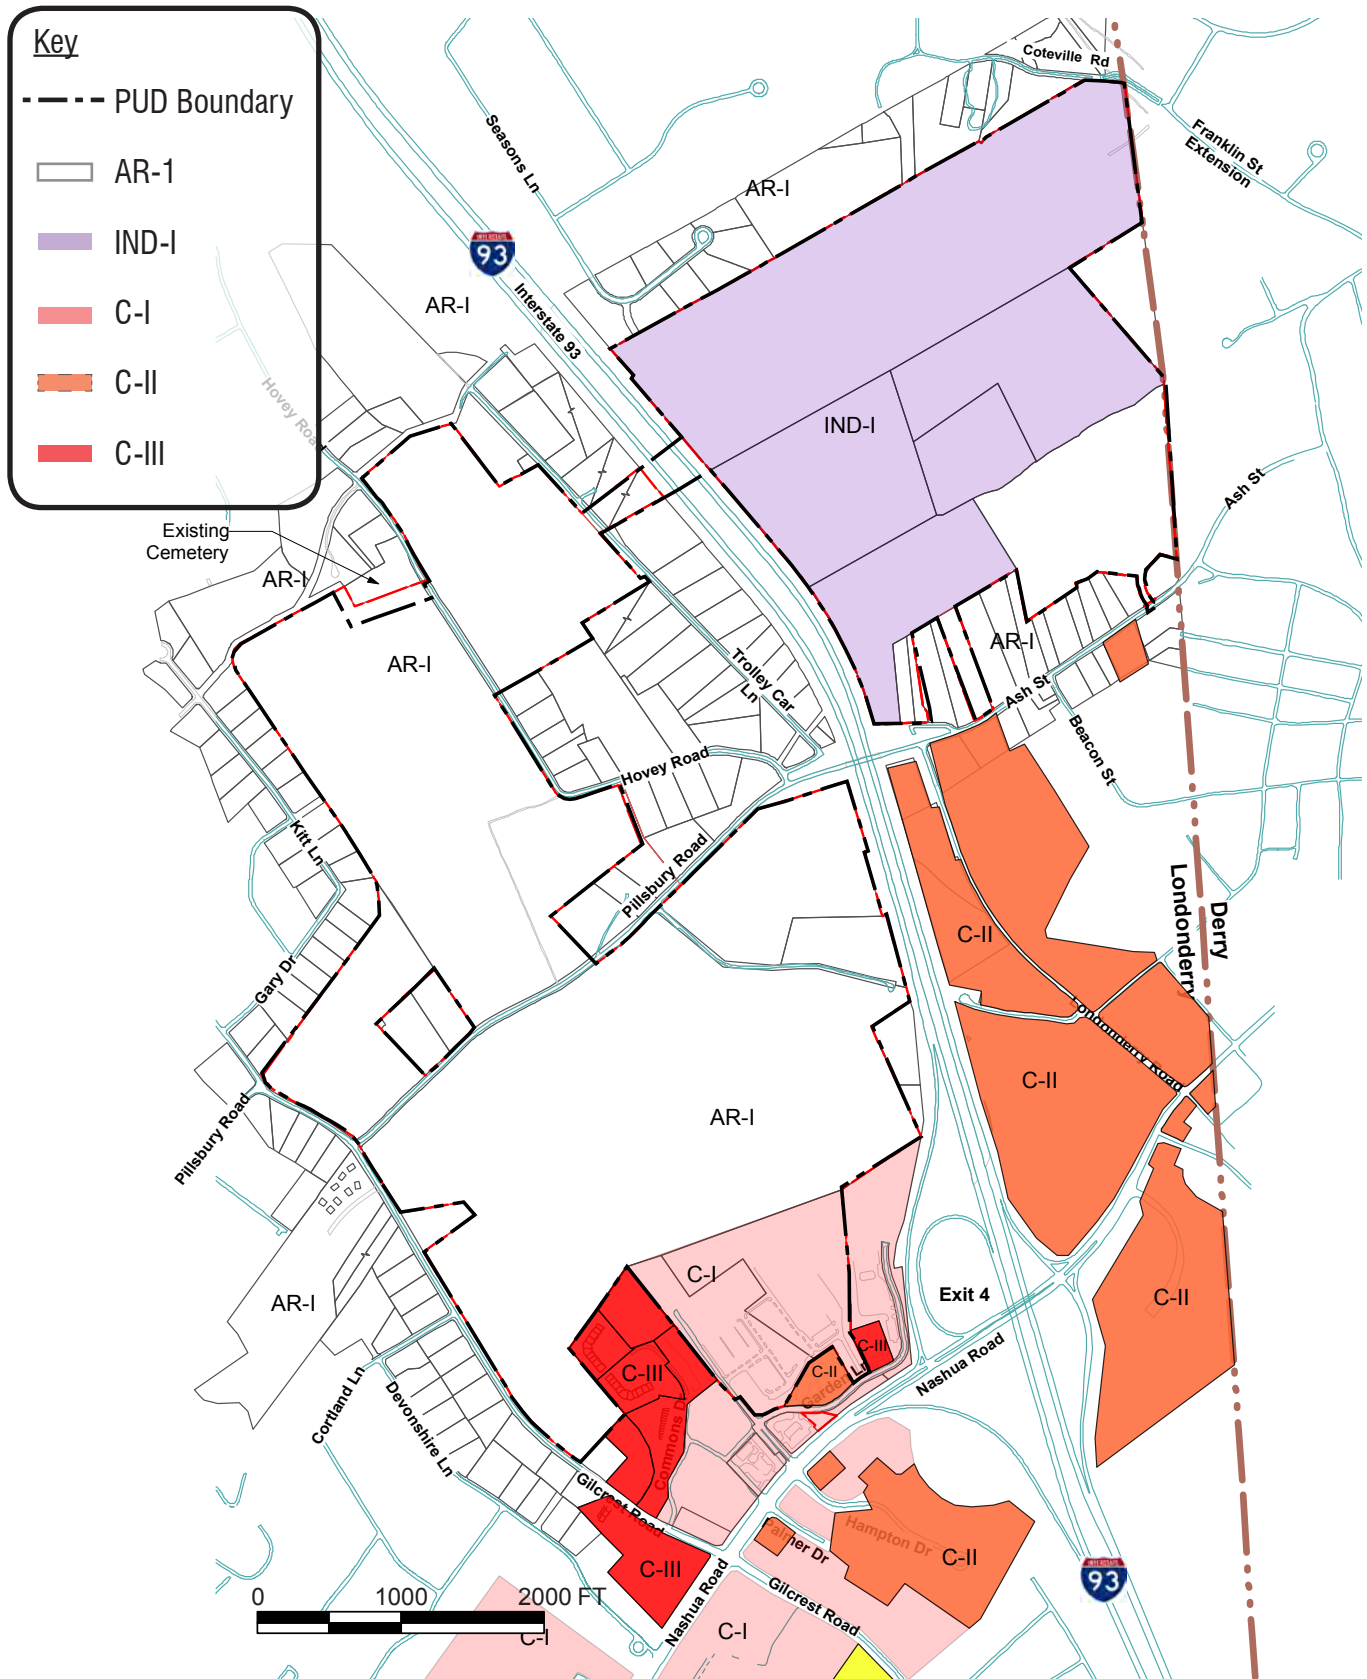 Key
PUD Boundary
AR-1
IND-I
C-I
C-II
C-III
Coteville Rd
Franklin St
Extension
Seasons Ln
AR-I
INTERSTATE
93
Interstate 93
AR-I
Hovey Road
IND-I
Ash St
Existing
Cemetery
AR-I
AR-I
AR-I
Trolley Car
Ln
Ash St
Beacon St
Hovey Road
Kitt Ln
Pillsbury Road
Derry
Londonderry
C-II
Gary Dr
Londonderry Road
C-II
Pillsbury Road
AR-I
C-I
Exit 4
C-II
AR-I
C-III
C-II
C-III
Garden Ln
Nashua Road
Cortland Ln
Devonshire Ln
Commons Dr
Gilcrest Road
Palmer Dr
Hampton Dr
C-II
C-III
INTERSTATE
93
0 1000 2000 FT
Nashua Road
Gilcrest Road
C-I
C-I